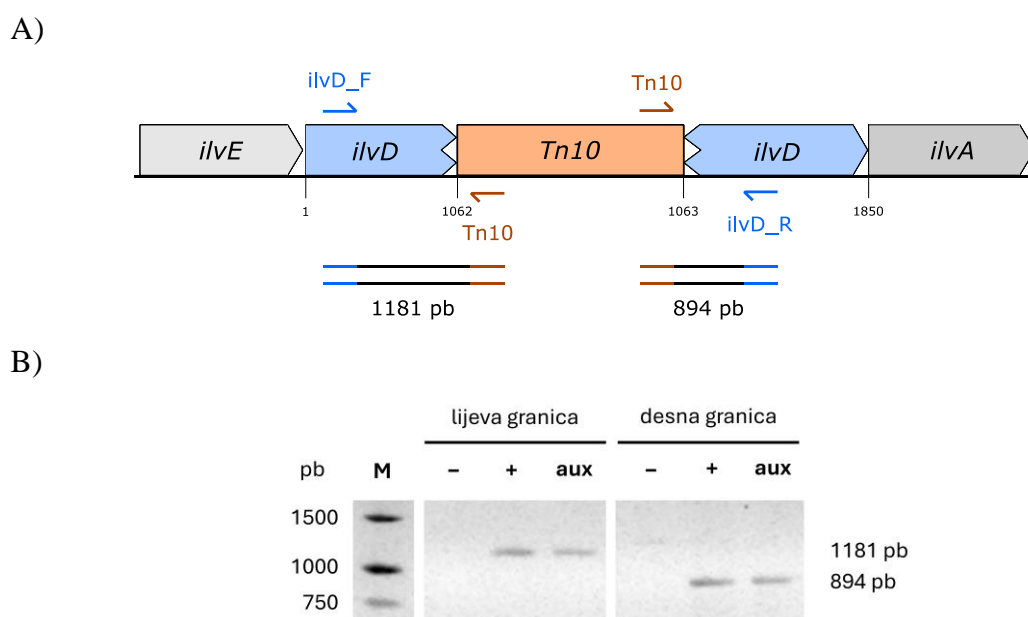 A)
ilvD_F
Tn10
ilvE
ilvD
Tn10
ilvD
ilvA
1
1062
1063
1850
Tn10
ilvD_R
1181 pb
894 pb
B)
lijeva granica
desna granica
pb
M
–
+
aux
–
+
aux
1500
1000
750
1181 pb
894 pb